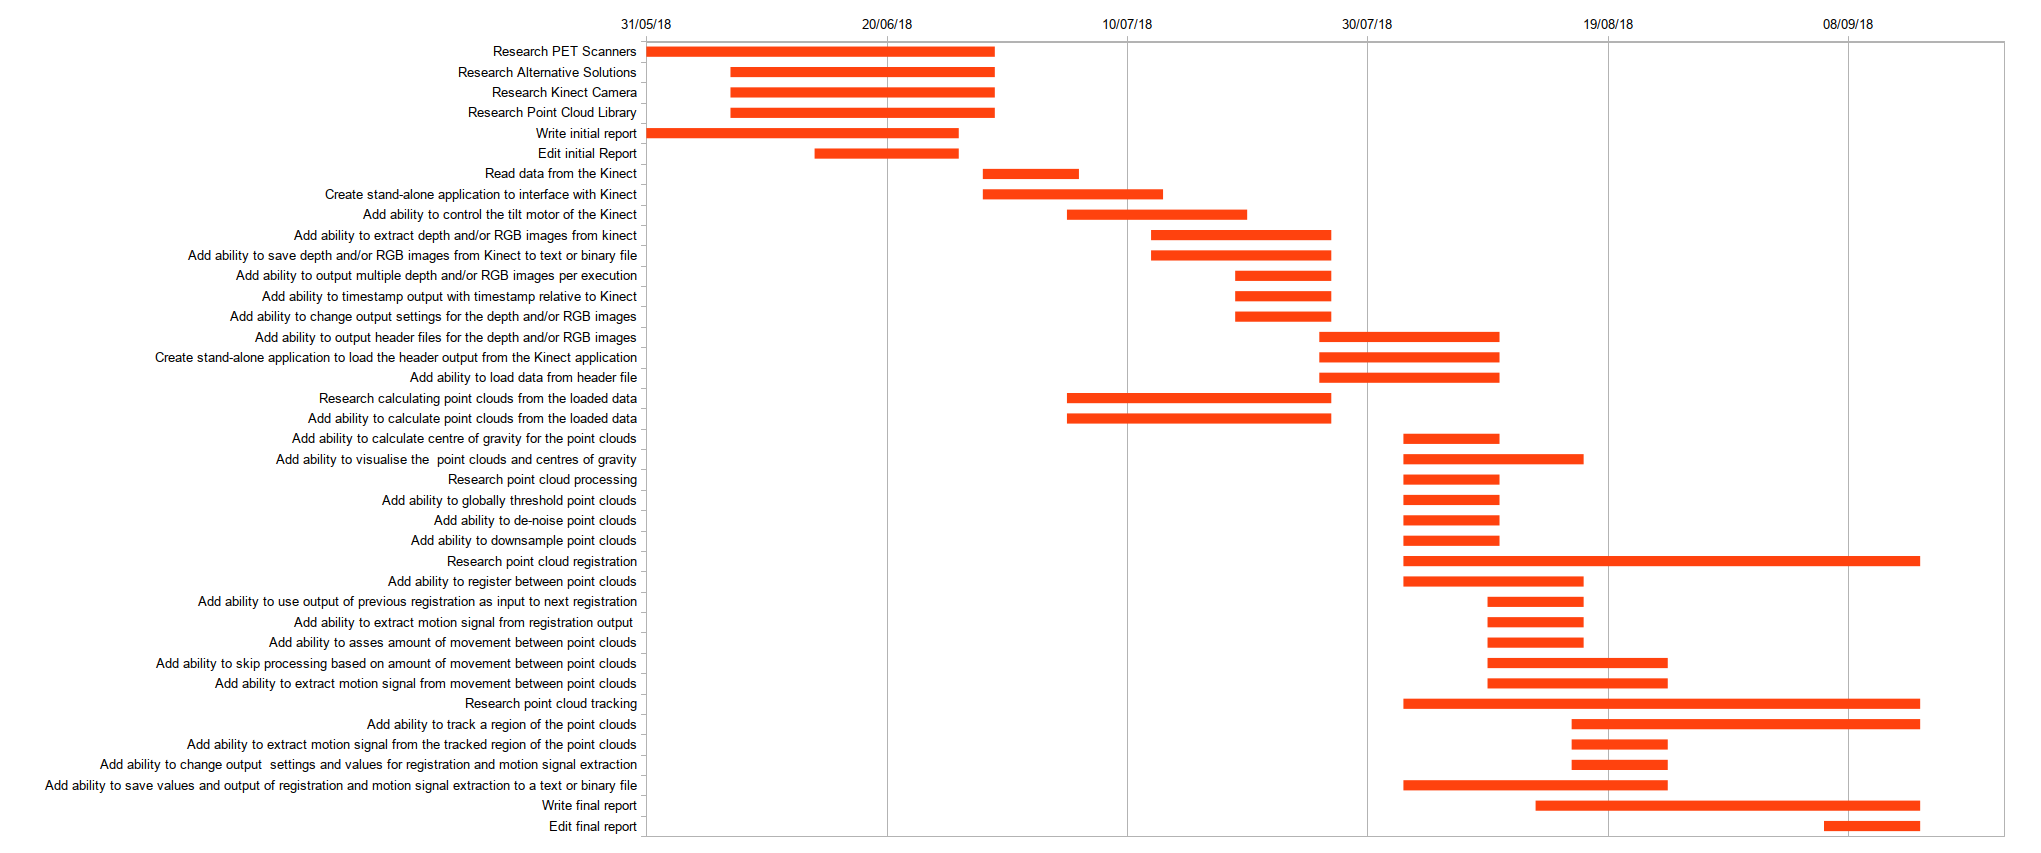 31/05/18 20/06/18 10/07/18 30/07/18 19/08/18 08/09/18
Research PET Scanners
Research Alternative Solutions
Research Kinect Camera
Research Point Cloud Library
Write initial report
Edit initial Report
Read data from the Kinect
Create stand-alone application to interface with Kinect
Add ability to control the tilt motor of the Kinect
Add ability to extract depth and/or RGB images from kinect
Add ability to save depth and/or RGB images from Kinect to text or binary file
Add ability to output multiple depth and/or RGB images per execution
Add ability to timestamp output with timestamp relative to Kinect
Add ability to change output settings for the depth and/or RGB images
Add ability to output header files for the depth and/or RGB images
Create stand-alone application to load the header output from the Kinect application
Add ability to load data from header file
Research calculating point clouds from the loaded data
Add ability to calculate point clouds from the loaded data
Add ability to calculate centre of gravity for the point clouds
Add ability to visualise the  point clouds and centres of gravity
Research point cloud processing
Add ability to globally threshold point clouds
Add ability to de-noise point clouds
Add ability to downsample point clouds
Research point cloud registration
Add ability to register between point clouds
Add ability to use output of previous registration as input to next registration
Add ability to extract motion signal from registration output
Add ability to asses amount of movement between point clouds
Add ability to skip processing based on amount of movement between point clouds
Add ability to extract motion signal from movement between point clouds
Research point cloud tracking
Add ability to track a region of the point clouds
Add ability to extract motion signal from the tracked region of the point clouds
Add ability to change output  settings and values for registration and motion signal extraction
Add ability to save values and output of registration and motion signal extraction to a text or binary file
Write final report
Edit final report